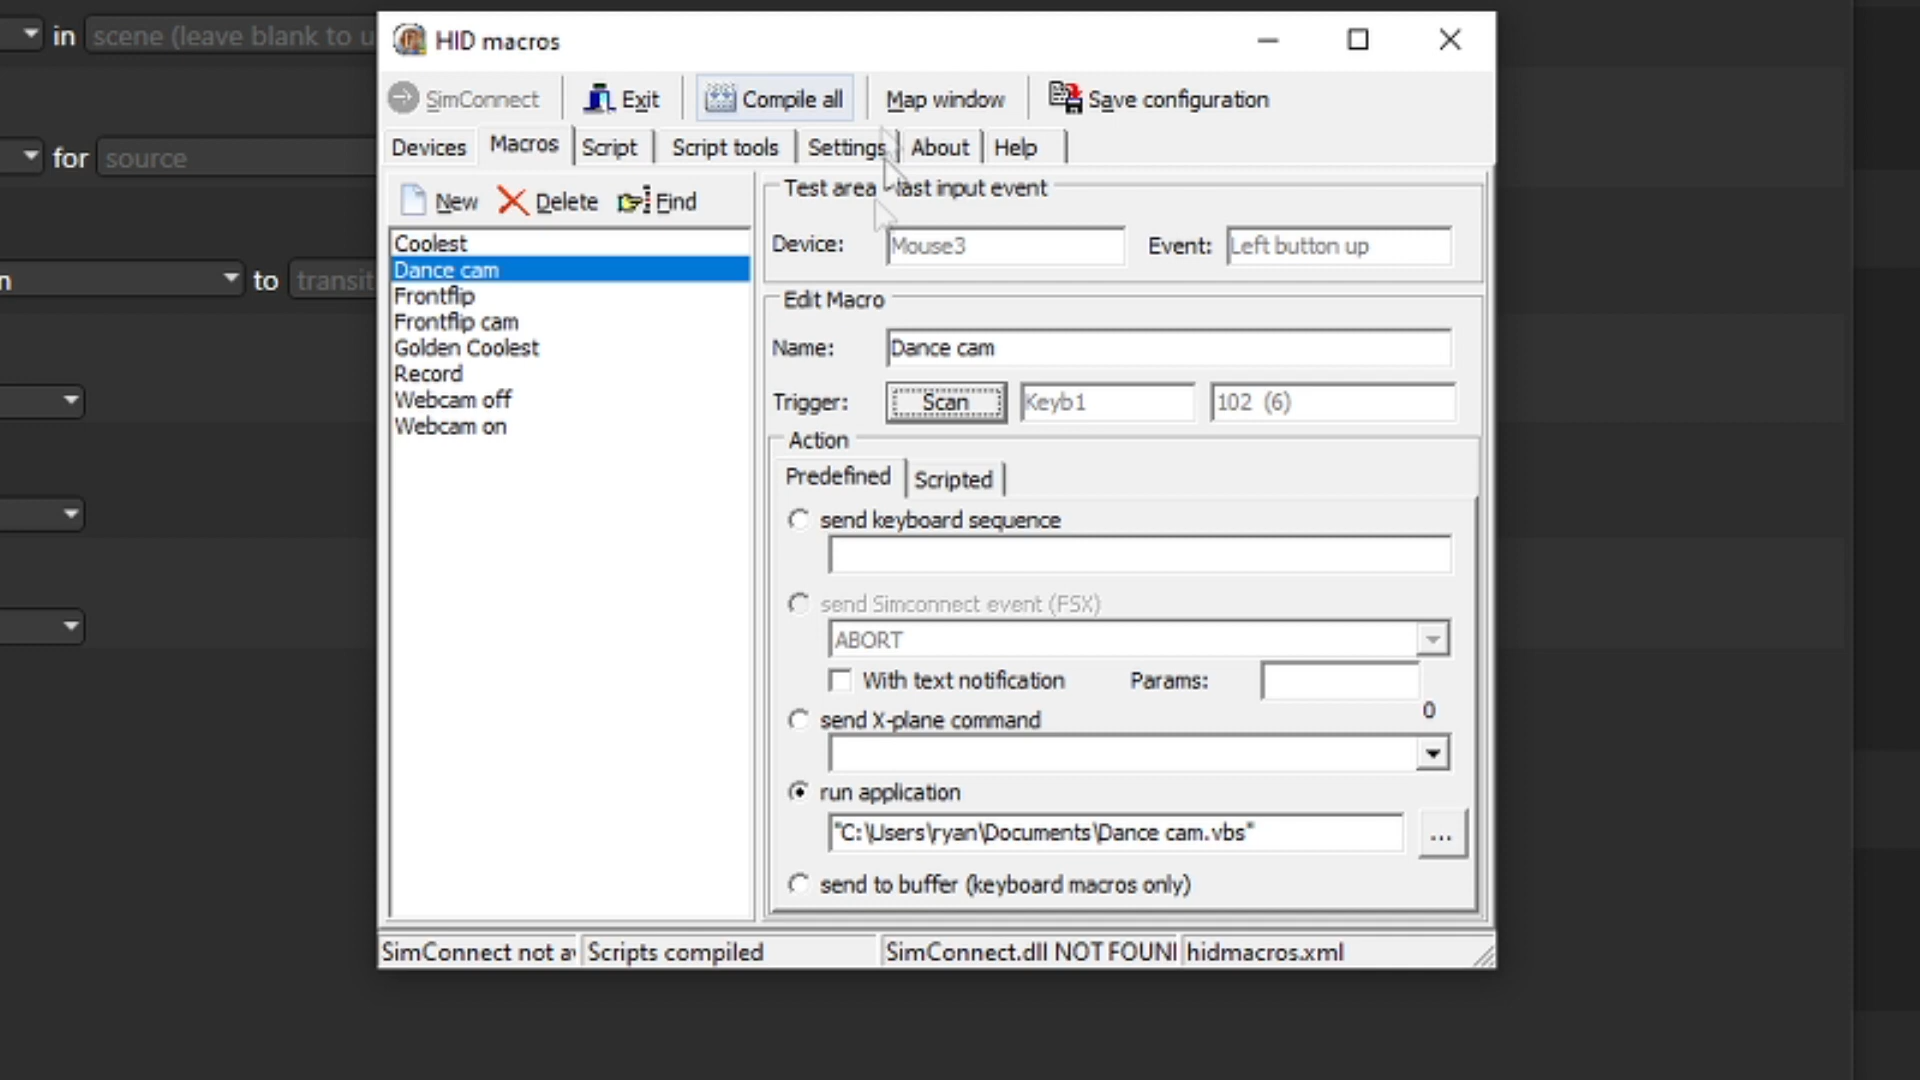 in scene (leave blank to u
for source
n to transit
HID macros
SimConnect Exit Compile all Map window Save configuration
Devices Macros Script Script tools Settings About Help
New Delete Find
Coolest
Dance cam
Frontflip
Frontflip cam
Golden Coolest
Record
Webcam off
Webcam on
Test area - last input event
Device: Mouse3 Event: Left button up
Edit Macro
Name: Dance cam
Trigger: Scan Keyb1 102 (6)
Action
Predefined Scripted
send keyboard sequence
send Simconnect event (FSX)
ABORT
With text notification Params:
0
send X-plane command
run application
"C:\Users\ryan\Documents\Dance cam.vbs" ...
send to buffer (keyboard macros only)
SimConnect not av Scripts compiled SimConnect.dll NOT FOUN hidmacros.xml